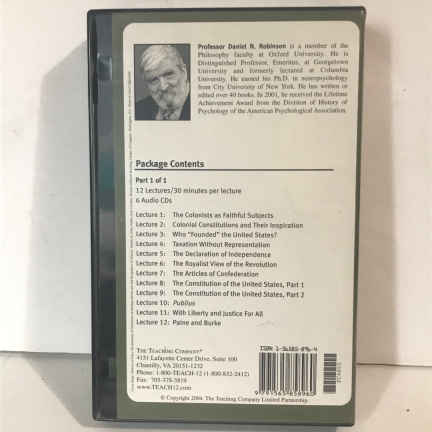 Professor Daniel N. Robinson is a member of the
Philosophy faculty at Oxford University. He is
Distinguished Professor, Emeritus, at Georgetown
University and formerly lectured at Columbia
University. He earned his Ph.D. in neuropsychology
from City University of New York. He has written or
edited over 40 books. In 2001, he received the Lifetime
Achievement Award from the Division of History of
Psychology of the American Psychological Association.
Package Contents
Part 1 of 1
12 Lectures/30 minutes per lecture
6 Audio CDs
Lecture 1: The Colonists as Faithful Subjects
Lecture 2: Colonial Constitutions and Their Inspiration
Lecture 3: Who "Founded" the United States?
Lecture 4: Taxation Without Representation
Lecture 5: The Declaration of Independence
Lecture 6: The Royalist View of the Revolution
Lecture 7: The Articles of Confederation
Lecture 8: The Constitution of the United States, Part 1
Lecture 9: The Constitution of the United States, Part 2
Lecture 10: Publius
Lecture 11: With Liberty and Justice For All
Lecture 12: Paine and Burke
THE TEACHING COMPANY®
4151 Lafayette Center Drive, Suite 100
Chantilly, VA 20151-1232
Phone: 1-800-TEACH-12 (1-800-832-2412)
Fax: 703-378-3819
www.TEACH12.com
ISBN 1-56585-896-4
© Copyright 2004 The Teaching Company Limited Partnership